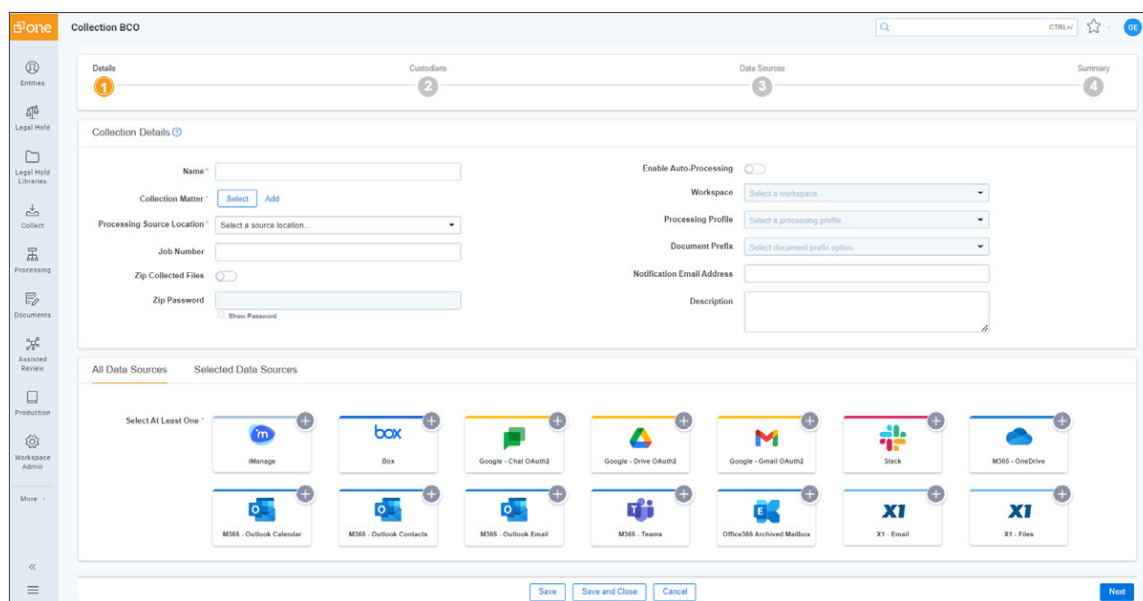 one
Collection BCO
CTRL+/
GE
Entities
Legal Hold
Legal Hold
Libraries
Collect
Processing
Documents
Assisted
Review
Production
Workspace
Admin
More
Details
Custodians
Data Sources
Summary
1
2
3
4
Collection Details
Name *
Collection Matter * Select Add
Processing Source Location * Select a source location...
Job Number
Zip Collected Files
Zip Password
Show Password
Enable Auto-Processing
Workspace Select a workspace...
Processing Profile Select a processing profile...
Document Prefix Select document prefix option
Notification Email Address
Description
All Data Sources Selected Data Sources
Select At Least One *
m
iManage
box
Box
Google - Chat OAuth2
Google - Drive OAuth2
Google - Gmail OAuth2
Slack
M365 - OneDrive
M365 - Outlook Calendar
M365 - Outlook Contacts
M365 - Outlook Email
M365 - Teams
Office365 Archived Mailbox
X1
X1 - Email
X1
X1 - Files
Save Save and Close Cancel Next